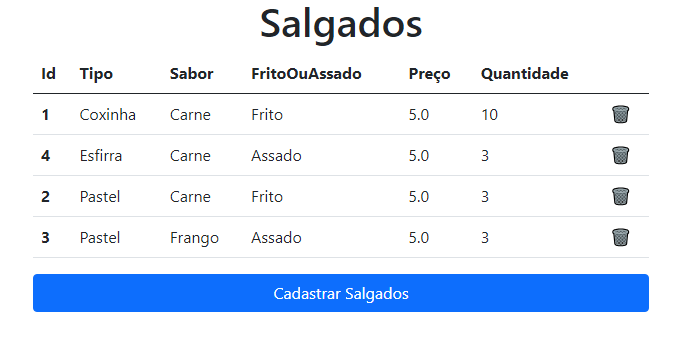 Salgados
Id Tipo Sabor FritoOuAssado Preço Quantidade
1 Coxinha Carne Frito 5.0 10
4 Esfirra Carne Assado 5.0 3
2 Pastel Carne Frito 5.0 3
3 Pastel Frango Assado 5.0 3
Cadastrar Salgados